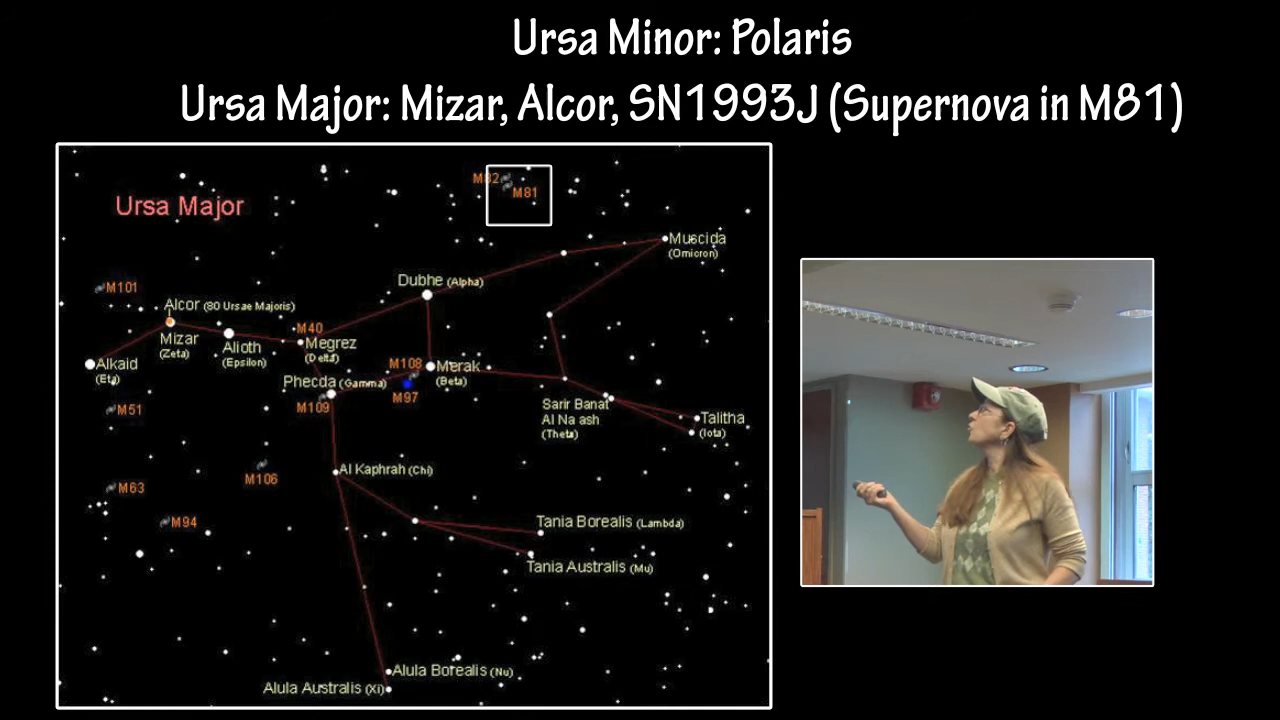 Ursa Minor: Polaris
Ursa Major: Mizar, Alcor, SN1993J (Supernova in M81)
M82
M81
Ursa Major
Muscida
(Omicron)
Dubhe (Alpha)
M101
Alcor (80 Ursae Majoris)
M40
Mizar
(Zeta)
Alioth
(Epsilon)
Megrez
(Delta)
Alkaid
(Eta)
M108
Merak
(Beta)
Phecda (Gamma)
M97
M109
M51
Sarir Banat
Al Na ash
(Theta)
Talitha
(Iota)
Al Kaphrah (Chi)
M106
M63
M94
Tania Borealis (Lambda)
Tania Australis (Mu)
Alula Borealis (Nu)
Alula Australis (Xi)